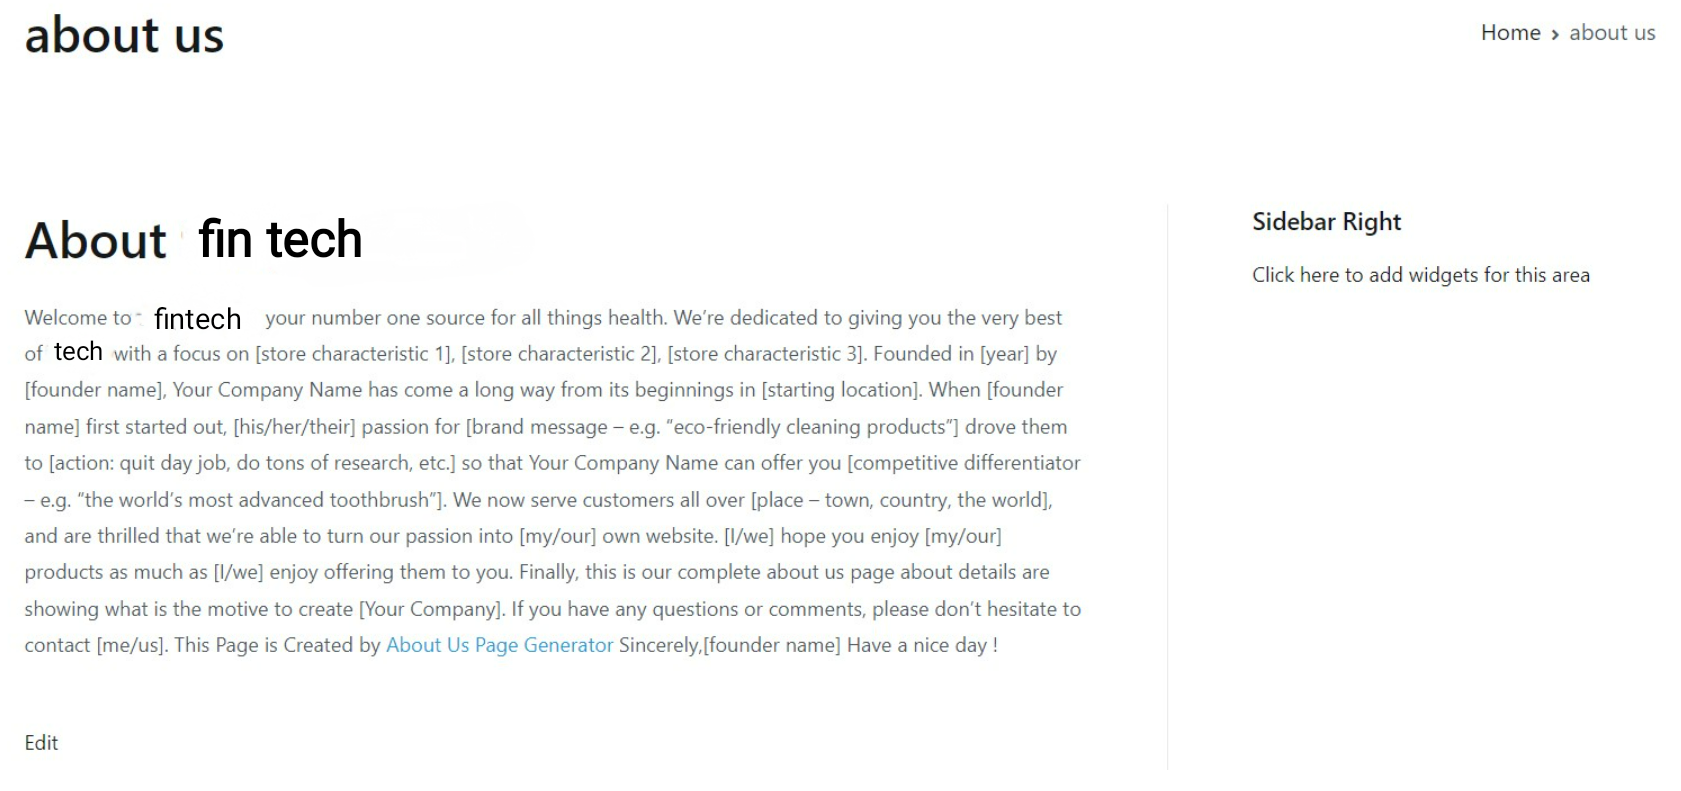 about us
Home › about us
About fin tech
Welcome to fintech your number one source for all things health. We’re dedicated to giving you the very best
of tech with a focus on [store characteristic 1], [store characteristic 2], [store characteristic 3]. Founded in [year] by
[founder name], Your Company Name has come a long way from its beginnings in [starting location]. When [founder
name] first started out, [his/her/their] passion for [brand message – e.g. “eco-friendly cleaning products”] drove them
to [action: quit day job, do tons of research, etc.] so that Your Company Name can offer you [competitive differentiator
– e.g. “the world’s most advanced toothbrush”]. We now serve customers all over [place – town, country, the world],
and are thrilled that we’re able to turn our passion into [my/our] own website. [I/we] hope you enjoy [my/our]
products as much as [I/we] enjoy offering them to you. Finally, this is our complete about us page about details are
showing what is the motive to create [Your Company]. If you have any questions or comments, please don’t hesitate to
contact [me/us]. This Page is Created by About Us Page Generator Sincerely,[founder name] Have a nice day !
Edit
Sidebar Right
Click here to add widgets for this area